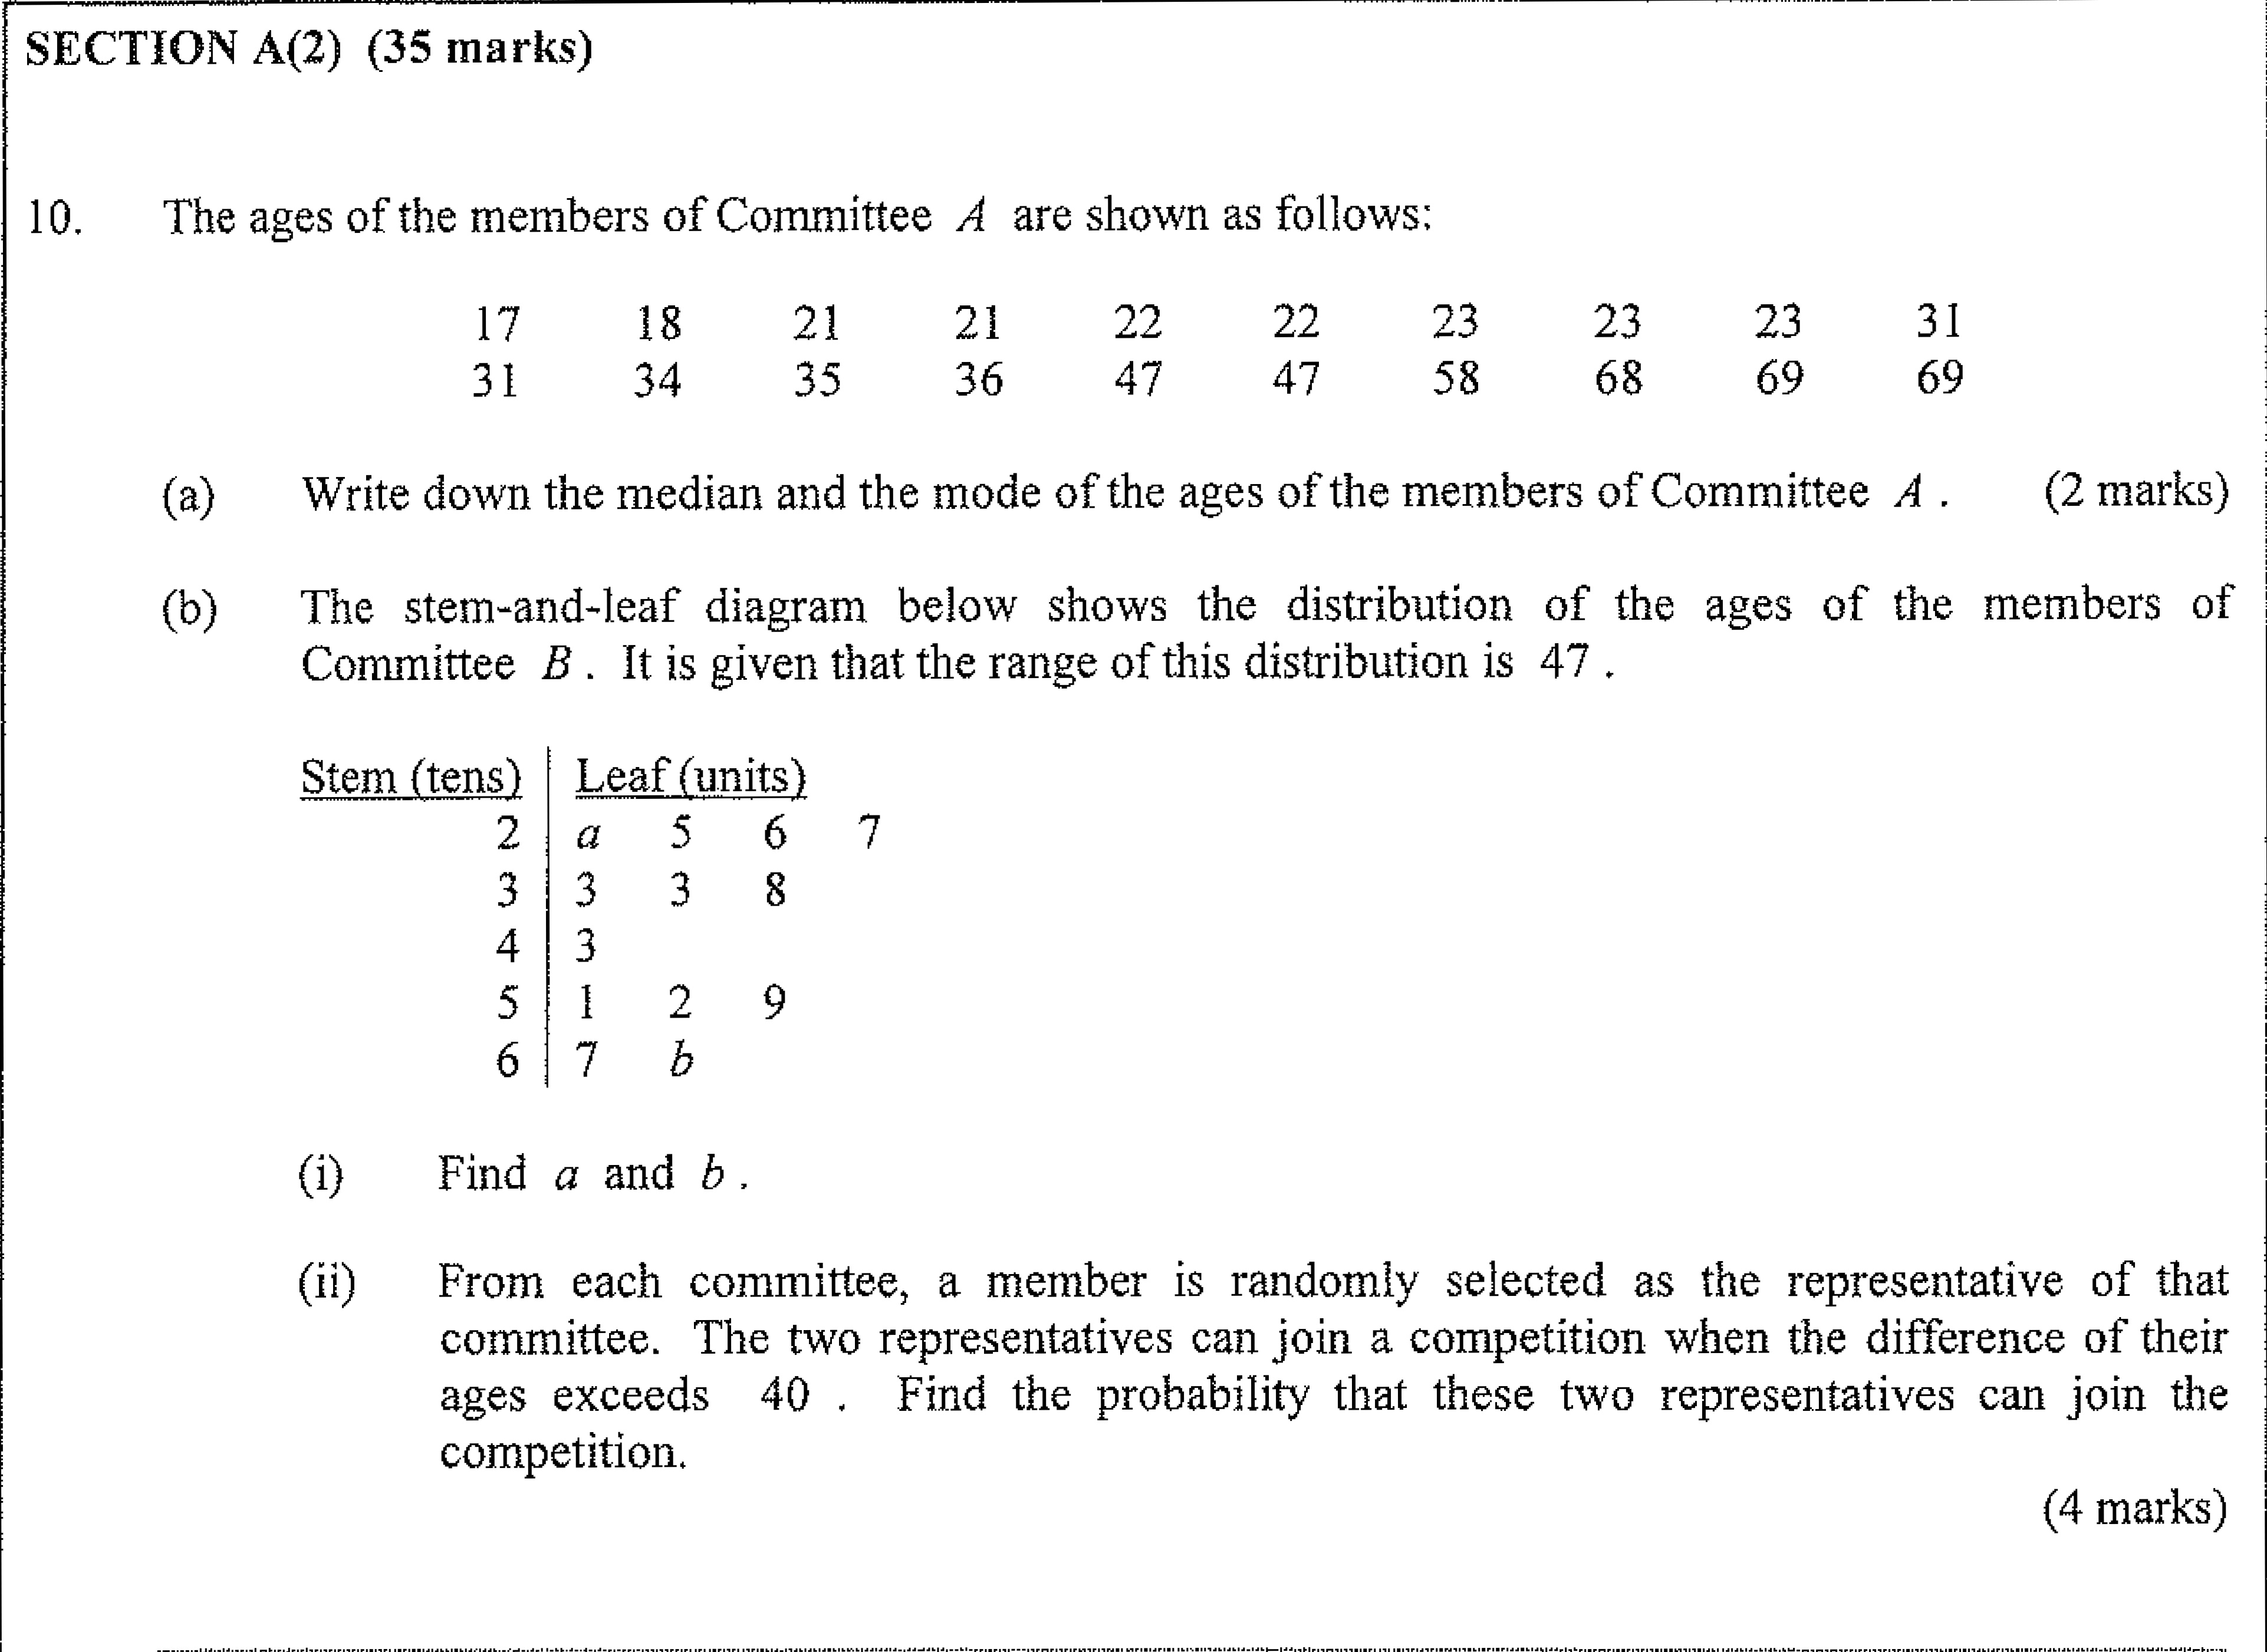 SECTION A(2) (35 marks)
10. The ages of the members of Committee A are shown as follows:
17 18 21 21 22 22 23 23 23 31
31 34 35 36 47 47 58 68 69 69
(a) Write down the median and the mode of the ages of the members of Committee A . (2 marks)
(b) The stem-and-leaf diagram below shows the distribution of the ages of the members of
Committee B . It is given that the range of this distribution is 47 .
Stem (tens) Leaf (units)
2 a 5 6 7
3 3 3 8
4 3
5 1 2 9
6 7 b
(i) Find a and b .
(ii) From each committee, a member is randomly selected as the representative of that
committee. The two representatives can join a competition when the difference of their
ages exceeds 40 . Find the probability that these two representatives can join the
competition.
(4 marks)